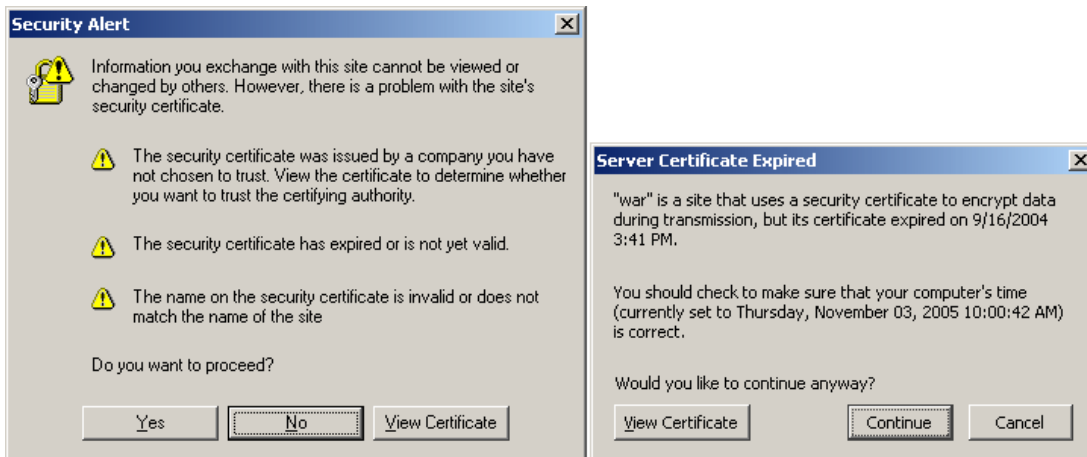 Security Alert
Information you exchange with this site cannot be viewed or
changed by others. However, there is a problem with the site's
security certificate.
The security certificate was issued by a company you have
not chosen to trust. View the certificate to determine whether
you want to trust the certifying authority.
The security certificate has expired or is not yet valid.
The name on the security certificate is invalid or does not
match the name of the site
Do you want to proceed?
Yes No View Certificate
Server Certificate Expired
"war" is a site that uses a security certificate to encrypt data
during transmission, but its certificate expired on 9/16/2004
3:41 PM.
You should check to make sure that your computer's time
(currently set to Thursday, November 03, 2005 10:00:42 AM)
is correct.
Would you like to continue anyway?
View Certificate Continue Cancel